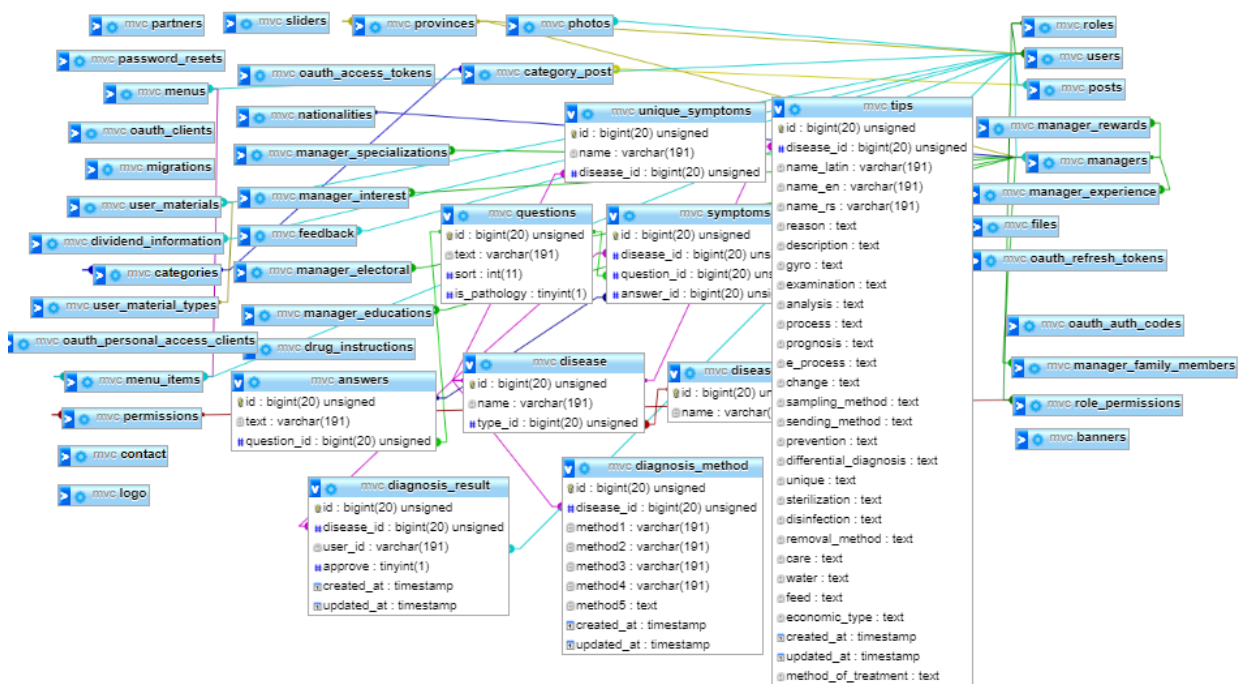 mvc partners
mvc sliders
mvc provinces
mvc photos
mvc roles
mvc password_resets
mvc users
mvc oauth_access_tokens
mvc category_post
mvc menus
mvc posts
mvc nationalities
mvc oauth_clients
mvc manager_specializations
mvc migrations
mvc manager_rewards
mvc managers
mvc user_materials
mvc manager_interest
mvc manager_experience
mvc dividend_information
mvc feedback
mvc files
mvc categories
mvc manager_electoral
mvc oauth_refresh_tokens
mvc user_material_types
mvc manager_educations
mvc oauth_personal_access_clients
mvc drug_instructions
mvc oauth_auth_codes
mvc menu_items
mvc manager_family_members
mvc permissions
mvc role_permissions
mvc contact
mvc banners
mvc logo
mvc unique_symptoms
id : bigint(20) unsigned
name : varchar(191)
disease_id : bigint(20) unsigned
mvc questions
id : bigint(20) unsigned
text : varchar(191)
sort : int(11)
is_pathology : tinyint(1)
mvc symptoms
id : bigint(20) unsigned
disease_id : bigint(20) uns
question_id : bigint(20) uns
answer_id : bigint(20) unsi
mvc answers
id : bigint(20) unsigned
text : varchar(191)
question_id : bigint(20) unsigned
mvc disease
id : bigint(20) unsigned
name : varchar(191)
type_id : bigint(20) unsigned
mvc diseas
id : bigint(20) un
name : varchar(
mvc diagnosis_result
id : bigint(20) unsigned
disease_id : bigint(20) unsigned
user_id : varchar(191)
approve : tinyint(1)
created_at : timestamp
updated_at : timestamp
mvc diagnosis_method
id : bigint(20) unsigned
disease_id : bigint(20) unsigned
method1 : varchar(191)
method2 : varchar(191)
method3 : varchar(191)
method4 : varchar(191)
method5 : text
created_at : timestamp
updated_at : timestamp
mvc tips
id : bigint(20) unsigned
disease_id : bigint(20) unsigned
name_latin : varchar(191)
name_en : varchar(191)
name_rs : varchar(191)
reason : text
description : text
gyro : text
examination : text
analysis : text
process : text
prognosis : text
e_process : text
change : text
sampling_method : text
sending_method : text
prevention : text
differential_diagnosis : text
unique : text
sterilization : text
disinfection : text
removal_method : text
care : text
water : text
feed : text
economic_type : text
created_at : timestamp
updated_at : timestamp
method_of_treatment : text